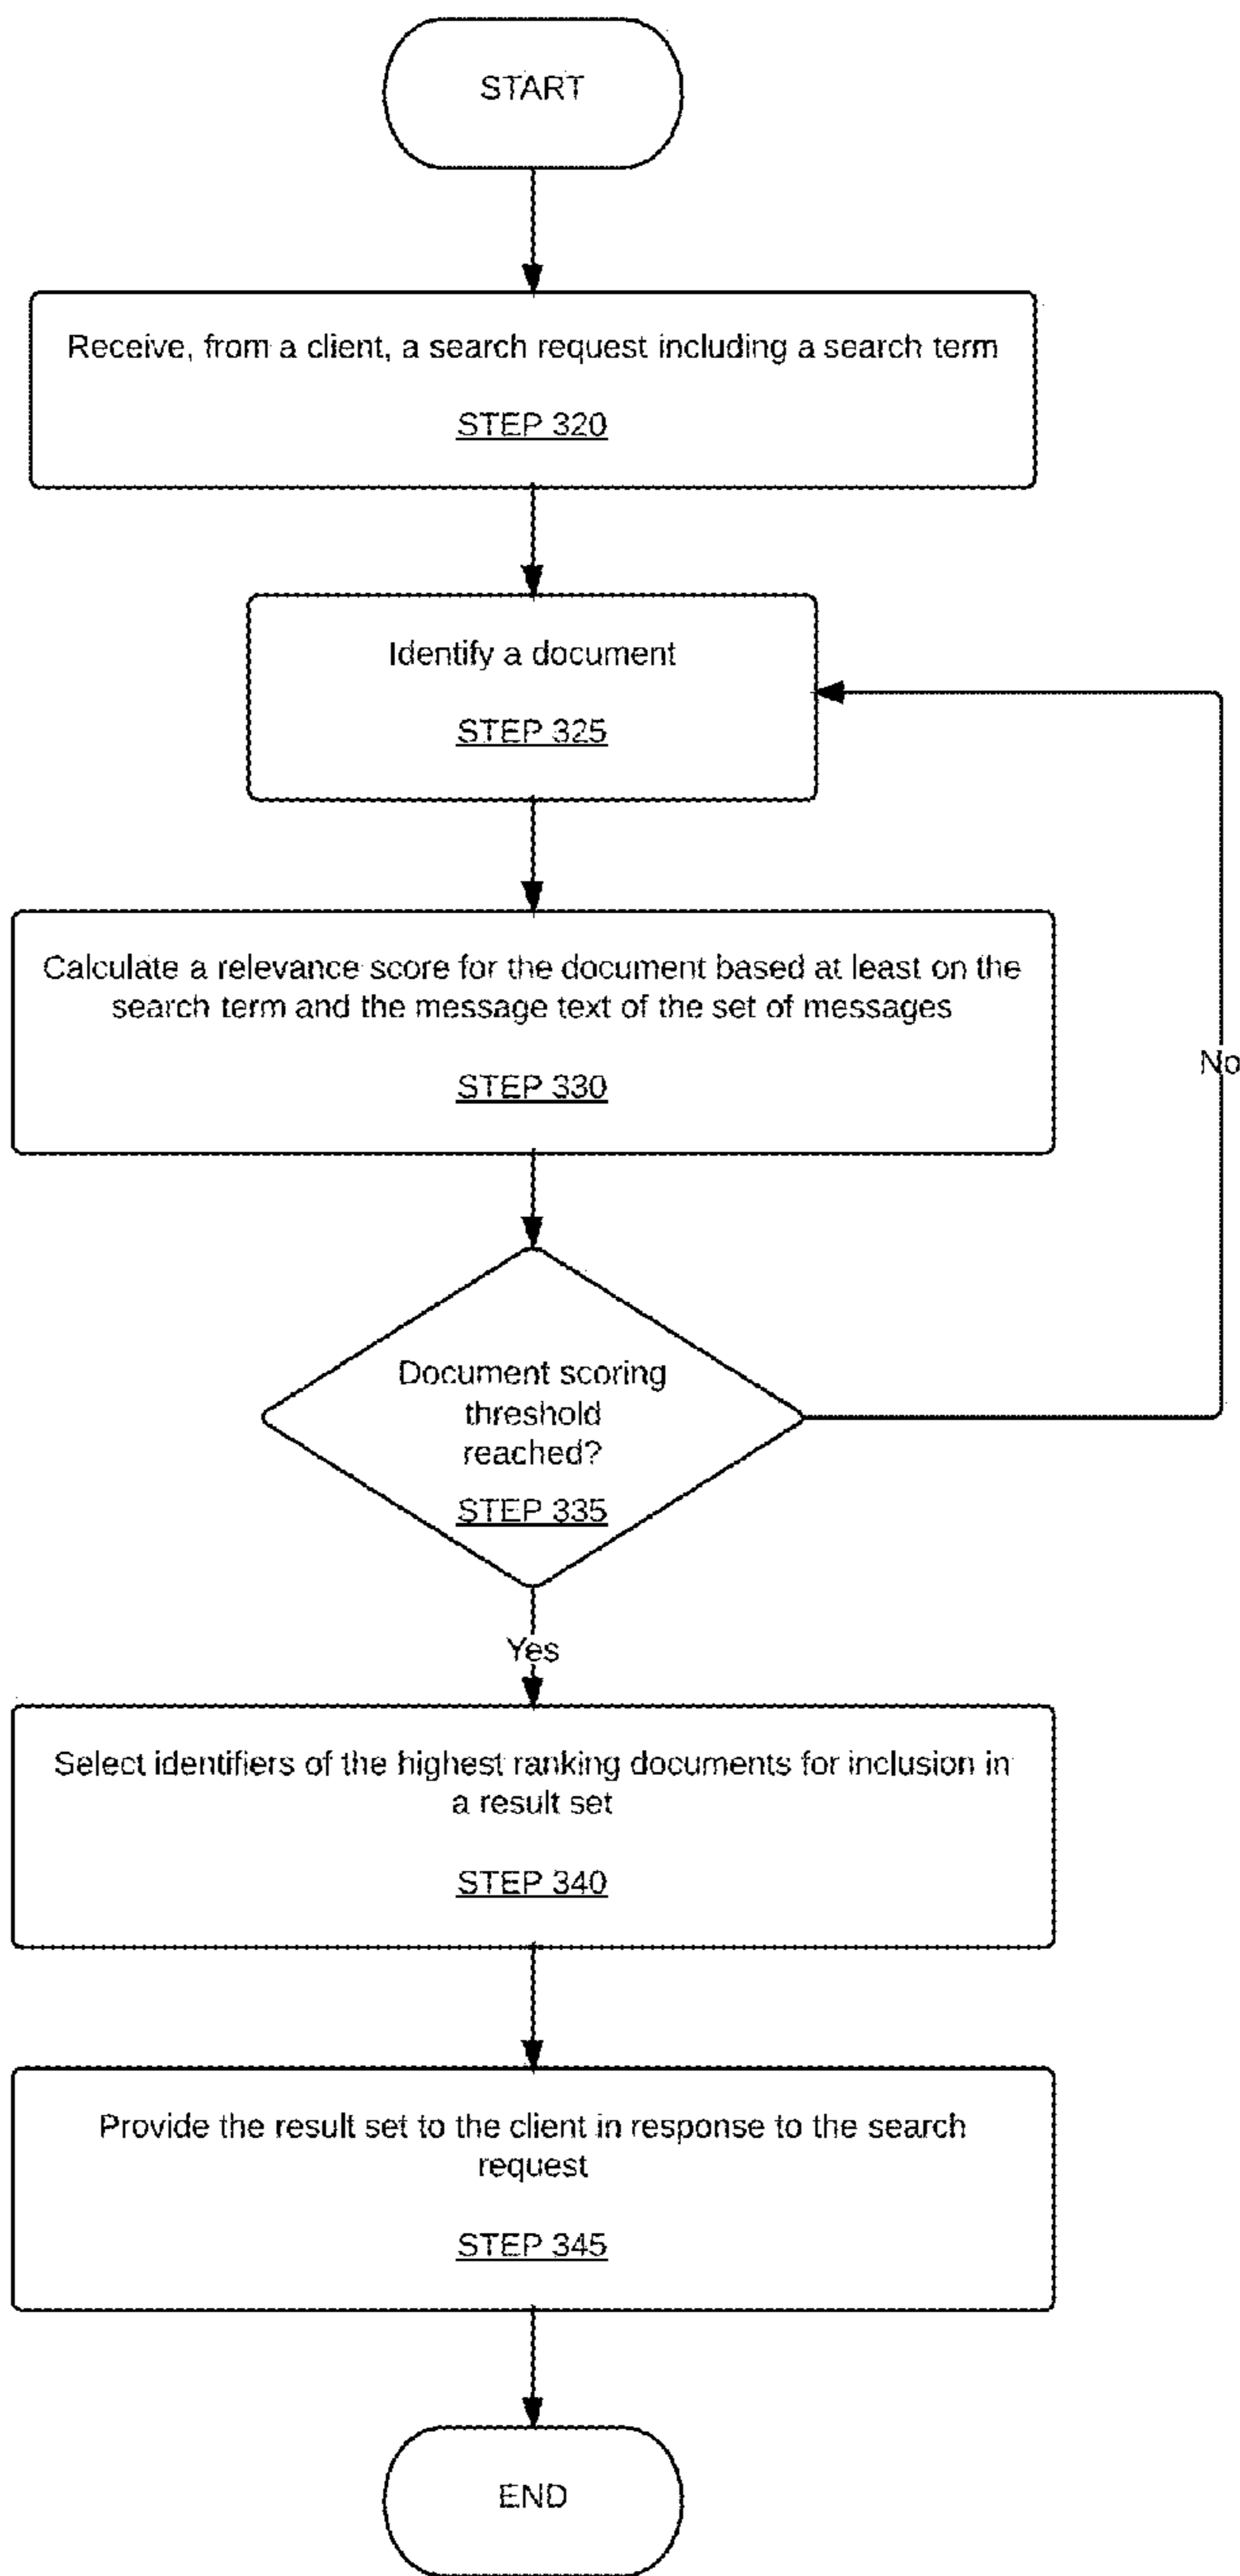 START
Receive, from a client, a search request including a search term
STEP 320
Identify a document
STEP 325
Calculate a relevance score for the document based at least on the
search term and the message text of the set of messages
STEP 330
No
Document scoring
threshold
reached?
STEP 335
Yes
Select identifiers of the highest ranking documents for inclusion in
a result set
STEP 340
Provide the result set to the client in response to the search
request
STEP 345
END